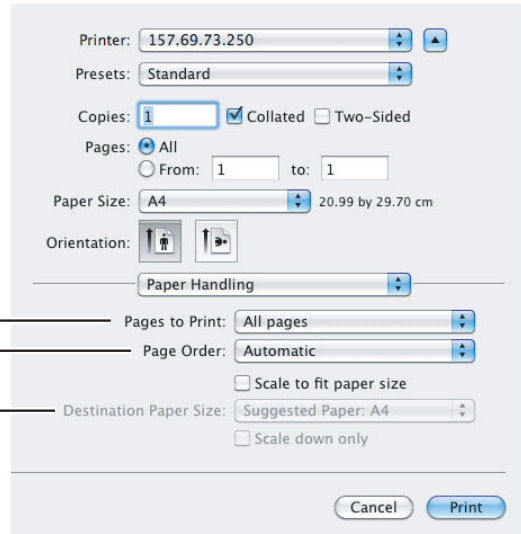 Printer: 157.69.73.250
Presets: Standard
Copies: 1 Collated Two-Sided
Pages: All
From: 1 to: 1
Paper Size: A4 20.99 by 29.70 cm
Orientation:
Paper Handling
Pages to Print: All pages
Page Order: Automatic
Scale to fit paper size
Destination Paper Size: Suggested Paper: A4
Scale down only
Cancel Print